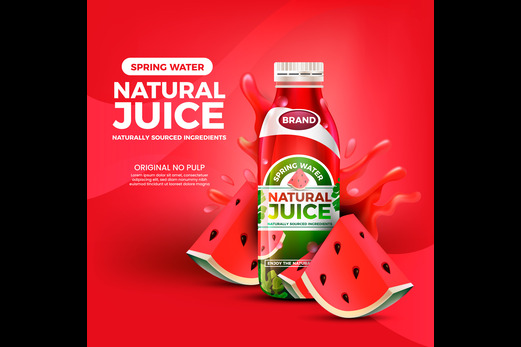 SPRING WATER
NATURAL
JUICE
NATURALLY SOURCED INGREDIENTS
ORIGINAL NO PULP
BRAND
SPRING WATER
NATURAL
JUICE
NATURALLY SOURCED INGREDIENTS
ENJOY THE NATURAL